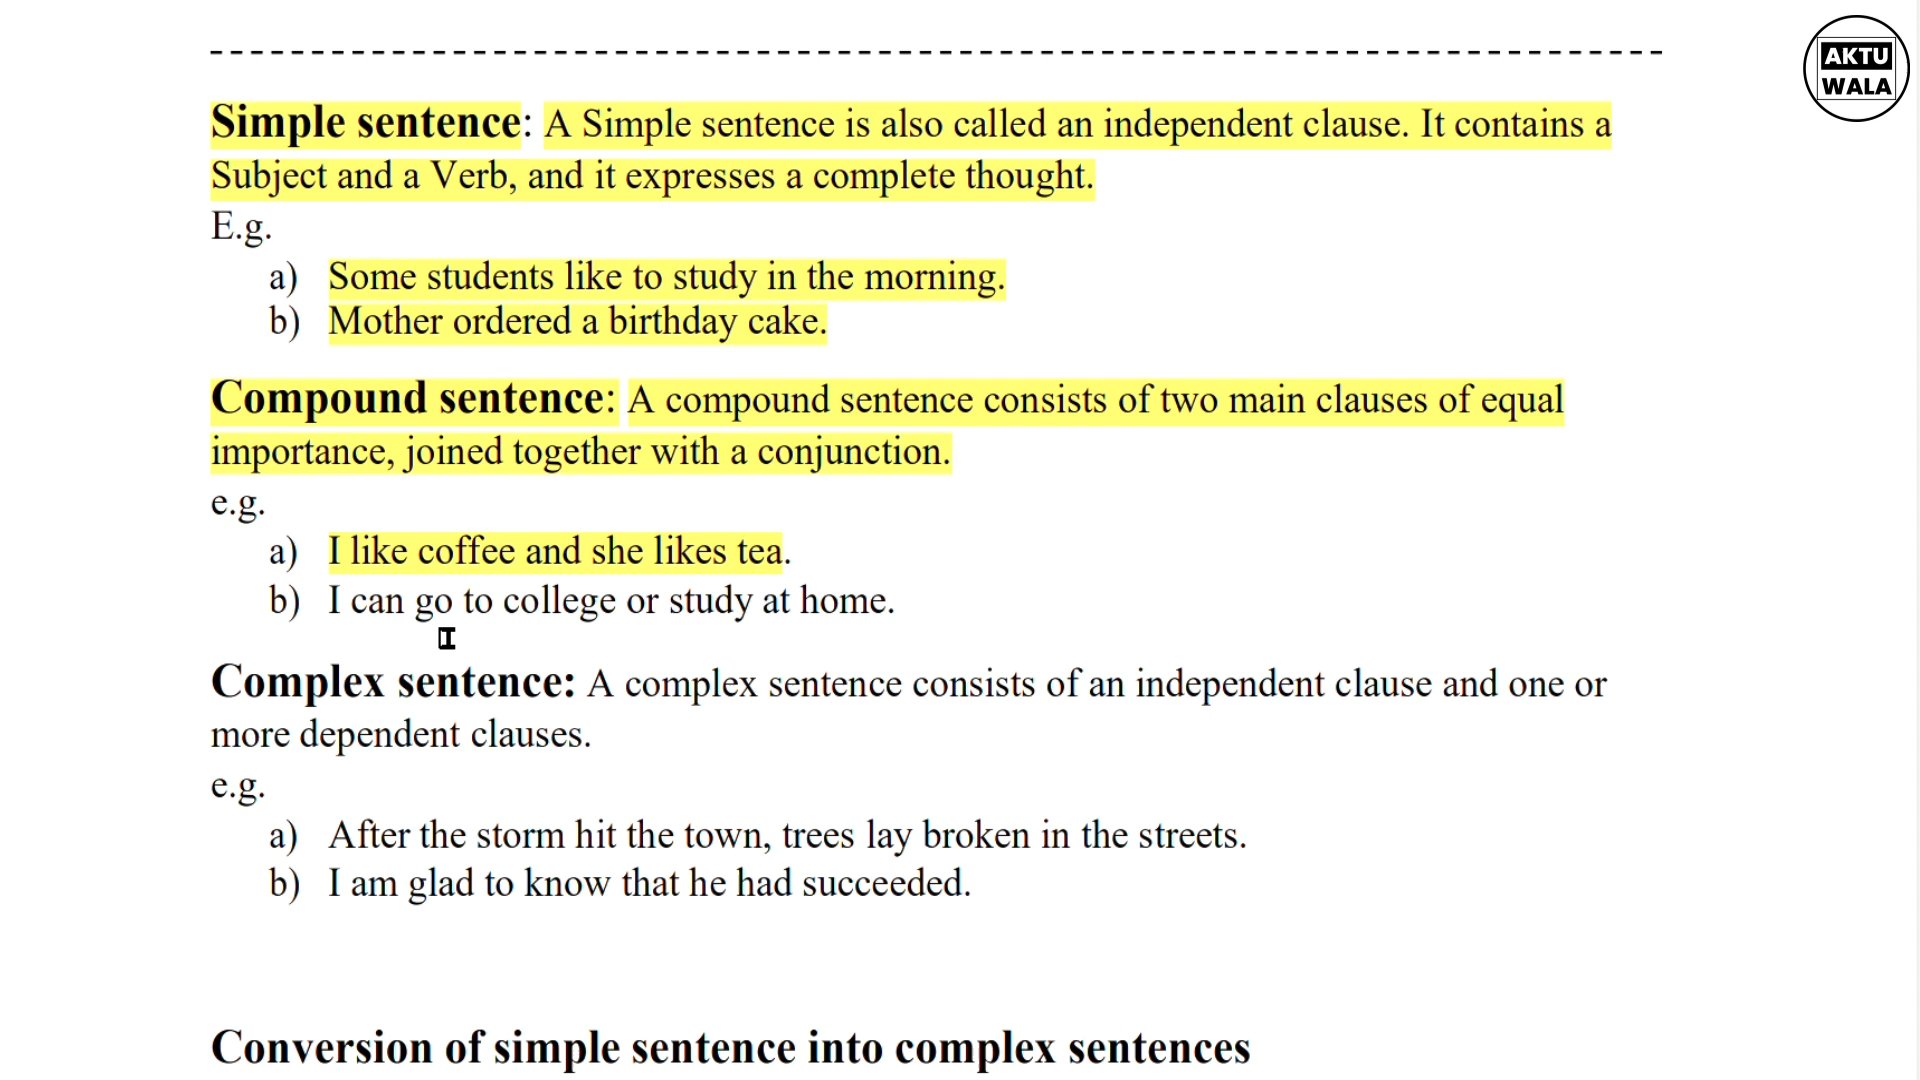 AKTU
WALA
Simple sentence: A Simple sentence is also called an independent clause. It contains a
Subject and a Verb, and it expresses a complete thought.
E.g.
a) Some students like to study in the morning.
b) Mother ordered a birthday cake.
Compound sentence: A compound sentence consists of two main clauses of equal
importance, joined together with a conjunction.
e.g.
a) I like coffee and she likes tea.
b) I can go to college or study at home.
Complex sentence: A complex sentence consists of an independent clause and one or
more dependent clauses.
e.g.
a) After the storm hit the town, trees lay broken in the streets.
b) I am glad to know that he had succeeded.
Conversion of simple sentence into complex sentences